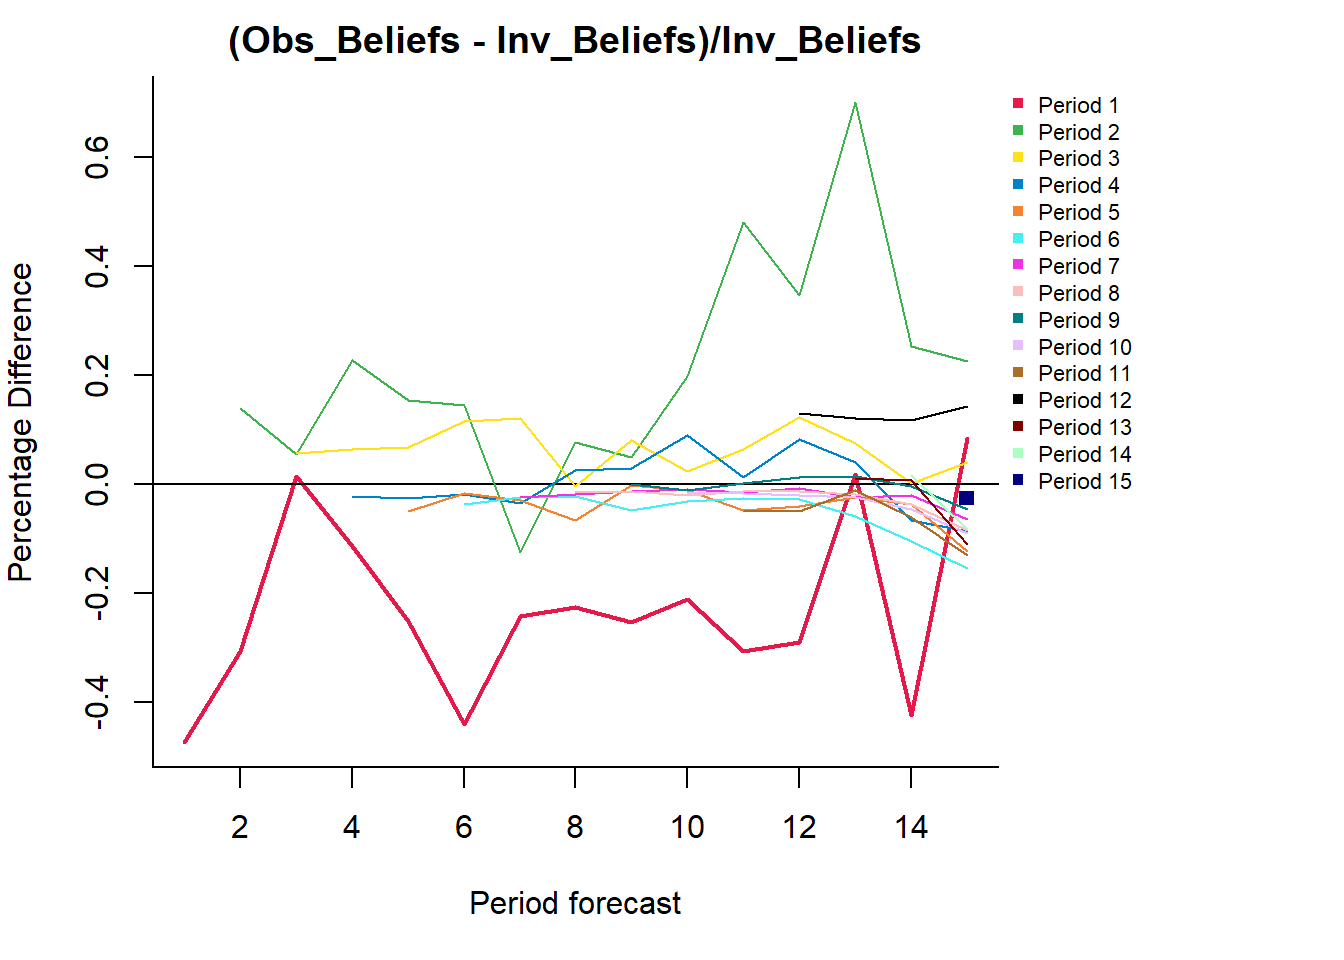 (Obs_Beliefs - Inv_Beliefs)/Inv_Beliefs
Percentage Difference
0.6
0.4
0.2
0.0
-0.2
-0.4
2 4 6 8 10 12 14
Period forecast
Period 1
Period 2
Period 3
Period 4
Period 5
Period 6
Period 7
Period 8
Period 9
Period 10
Period 11
Period 12
Period 13
Period 14
Period 15